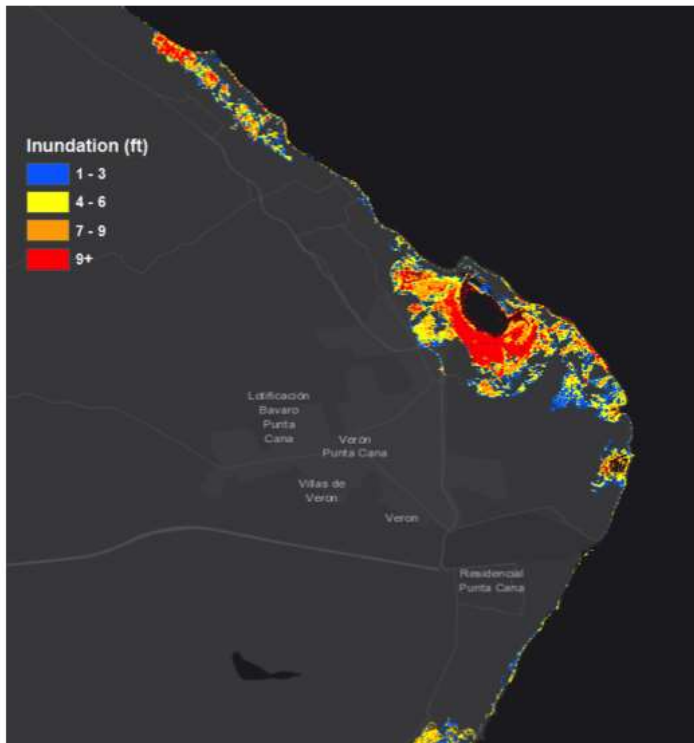 Inundation (ft)
1 - 3
4 - 6
7 - 9
9+
Lotificación
Bavaro
Punta
Cana
Verón
Punta Cana
Villas de
Veron
Veron
Residencial
Punta Cana